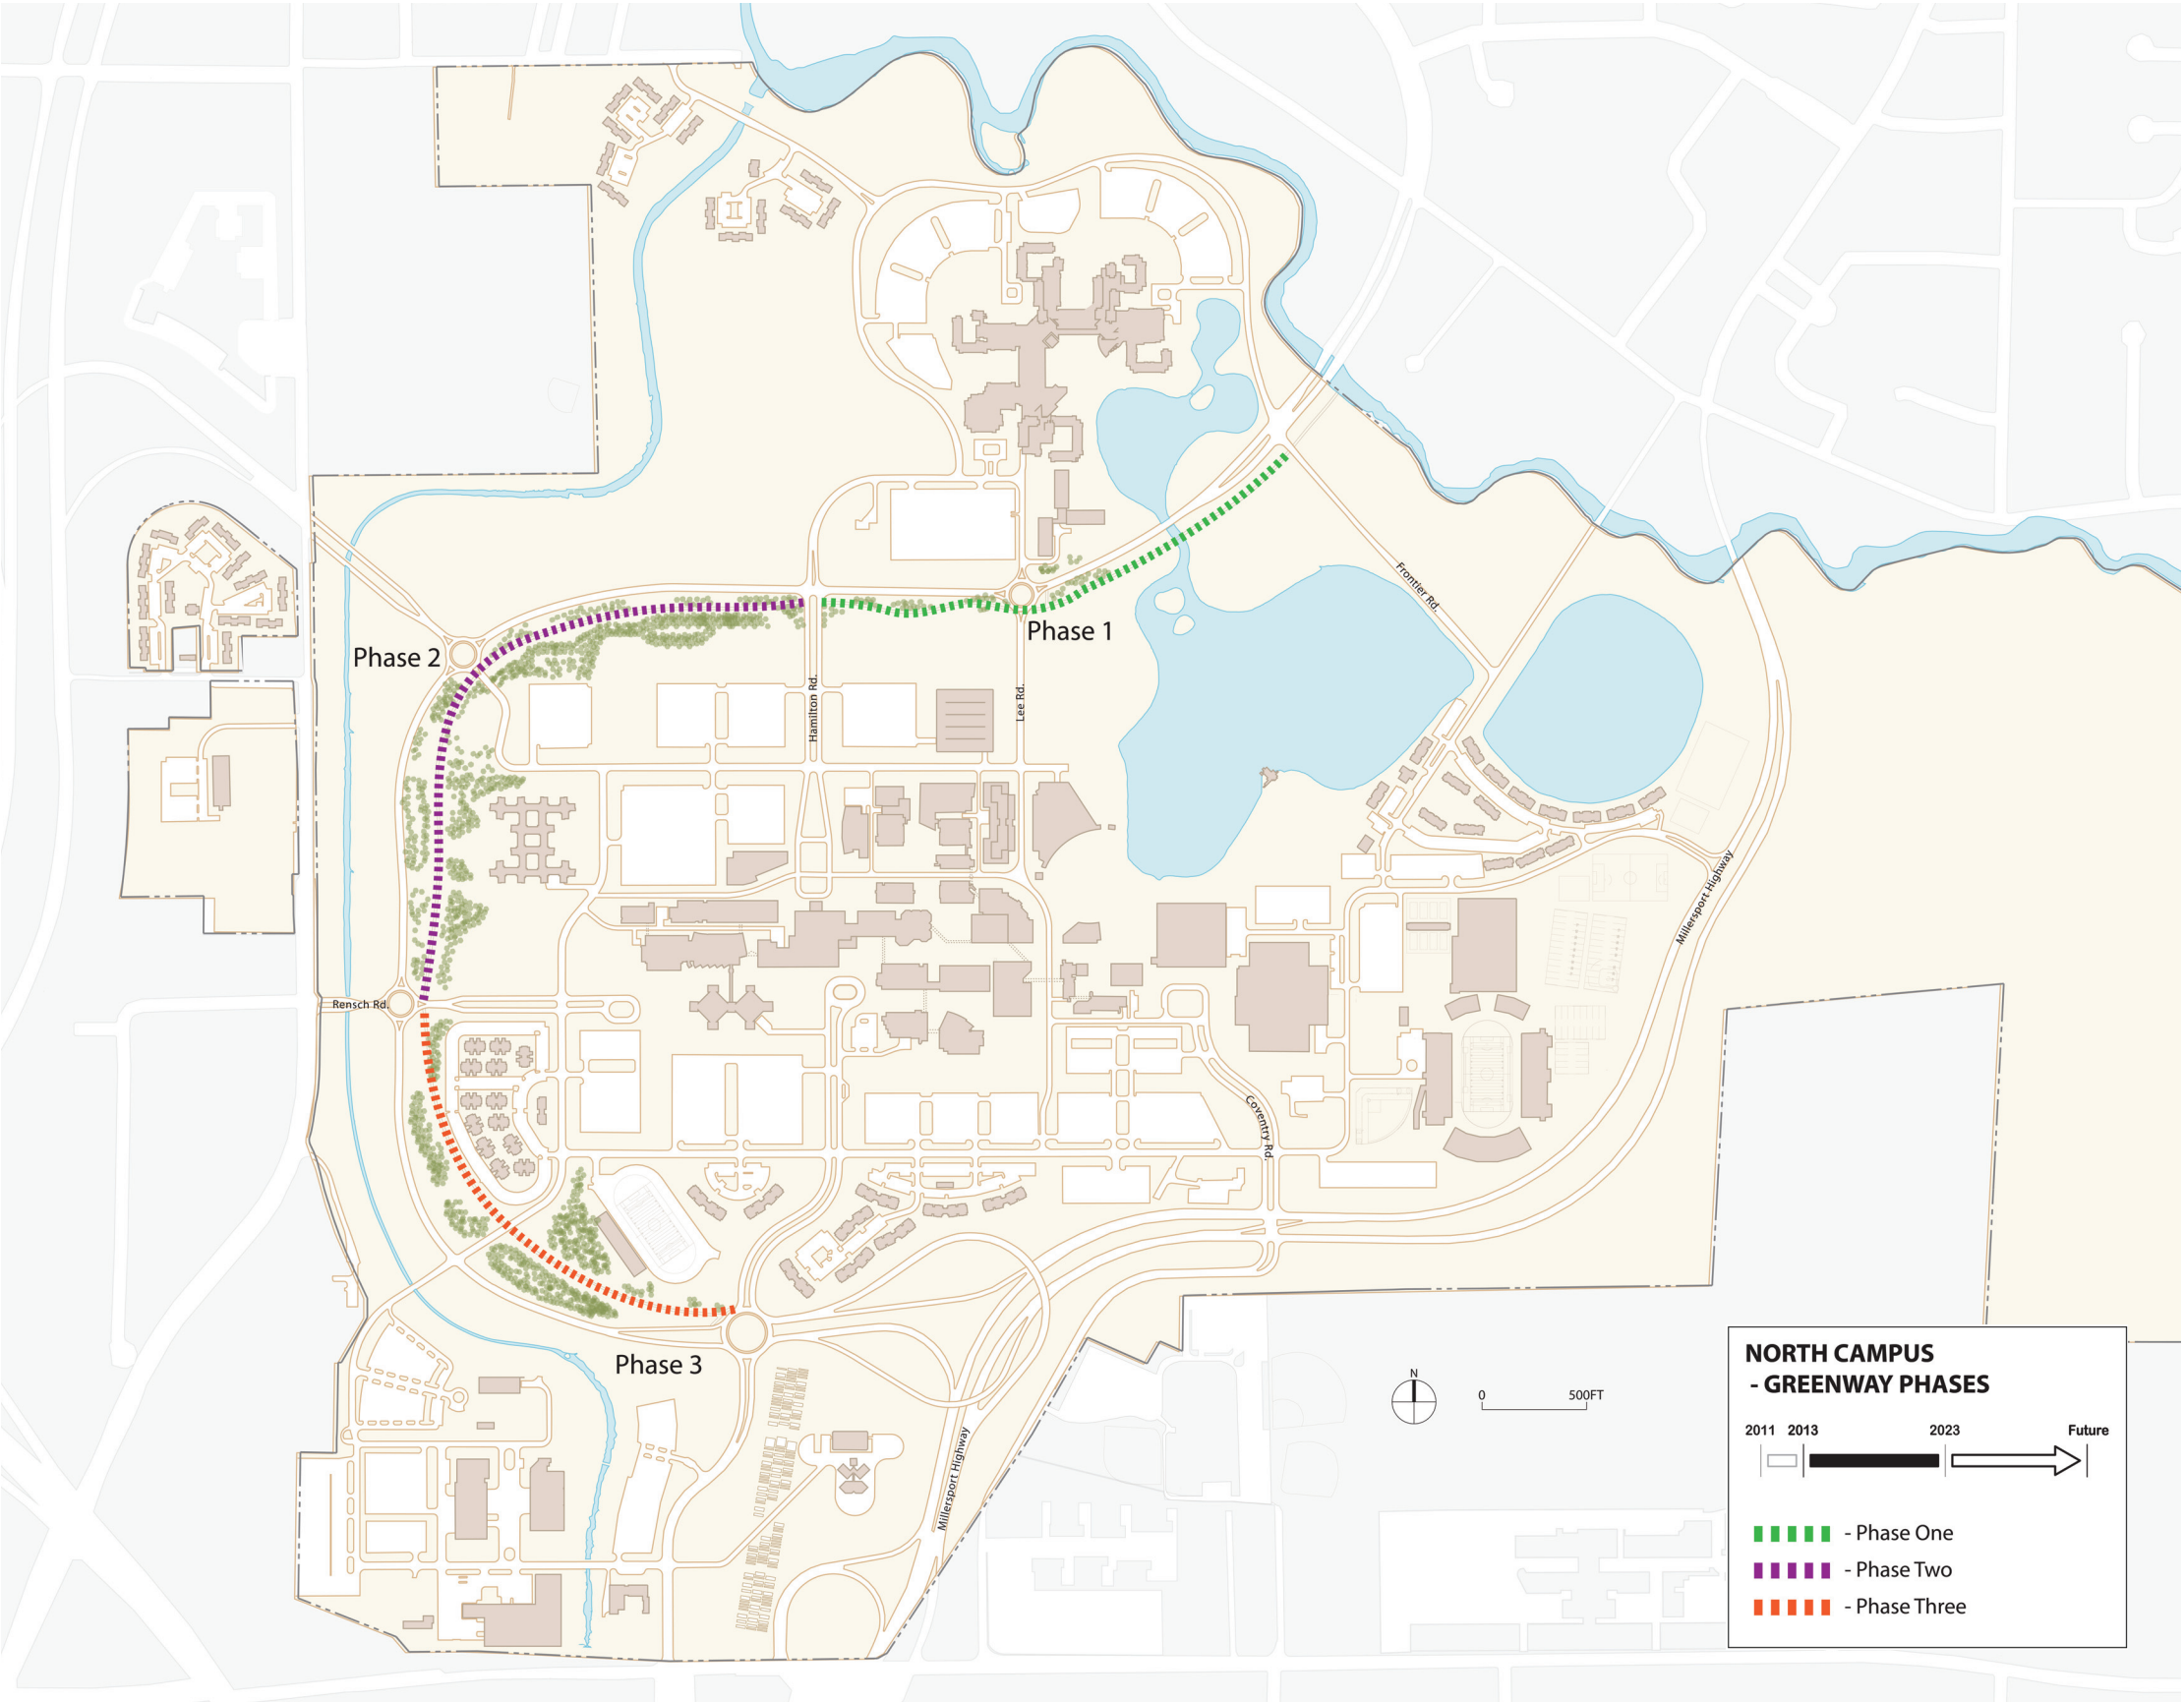 Frontier Rd.
Phase 1
Phase 2
Hamilton Rd.
Lee Rd.
Millersport Highway
Rensch Rd.
Coventry Rd.
Phase 3
N
0 500FT
Millersport Highway
NORTH CAMPUS
- GREENWAY PHASES
2011 2013 2023 Future
- Phase One
- Phase Two
- Phase Three